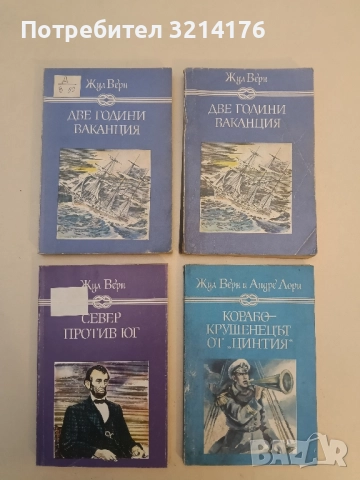 Потребител 3214176
Жул Верн
ДВЕ ГОДИНИ
ВАКАНЦИЯ
Жул Верн
ДВЕ ГОДИНИ
ВАКАНЦИЯ
Жул Верн
СЕВЕР
ПРОТИВ ЮГ
Жул Верн и Андре Лори
КОРАБО-
КРУШЕНЕЦЪТ
ОТ „ЦИНТИЯ"
BAZAR